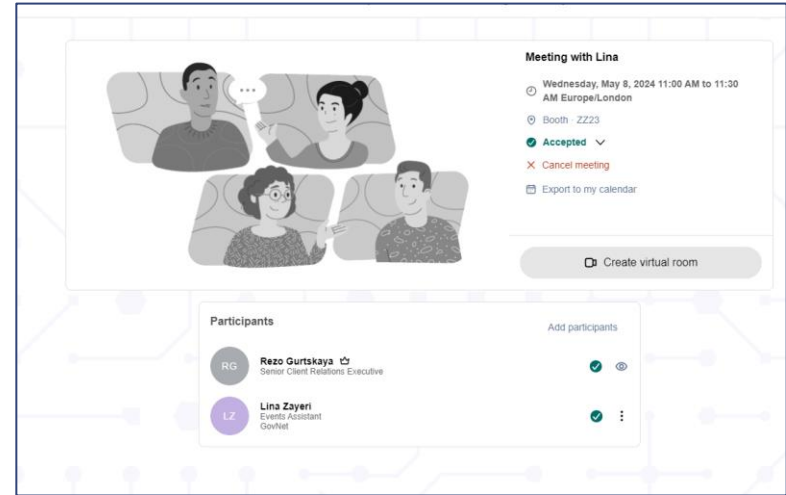 Meeting with Lina
Wednesday, May 8, 2024 11:00 AM to 11:30
AM Europe/London
Booth · ZZ23
Accepted
Cancel meeting
Export to my calendar
Create virtual room
Participants
Add participants
RG
Rezo Gurtskaya
Senior Client Relations Executive
LZ
Lina Zayeri
Events Assistant
GovNet